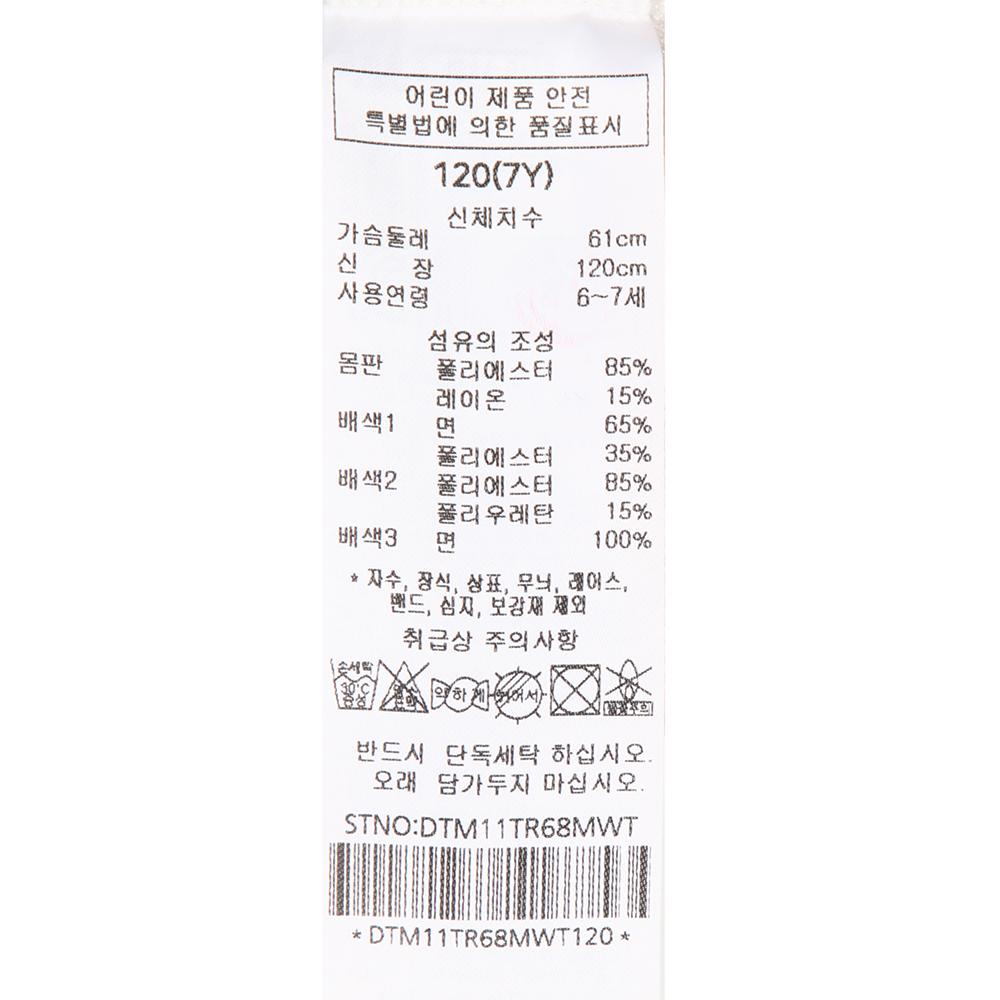 어린이 제품 안전
특별법에 의한 품질표시
120(7Y)
신체치수
가슴둘레 61cm
신 장 120cm
사용연령 6~7세
섬유의 조성
몸판 폴리에스터 85%
레이온 15%
배색1 면 65%
폴리에스터 35%
배색2 폴리에스터 85%
폴리우레탄 15%
배색3 면 100%
* 자수, 장식, 상표, 무늬, 레이스,
밴드, 심지, 보강재 제외
취급상 주의사항
손세탁 30°C 중성 약하게 뉘어서
반드시 단독세탁 하십시오.
오래 담가두지 마십시오.
STNO:DTM11TR68MWT
*DTM11TR68MWT120*